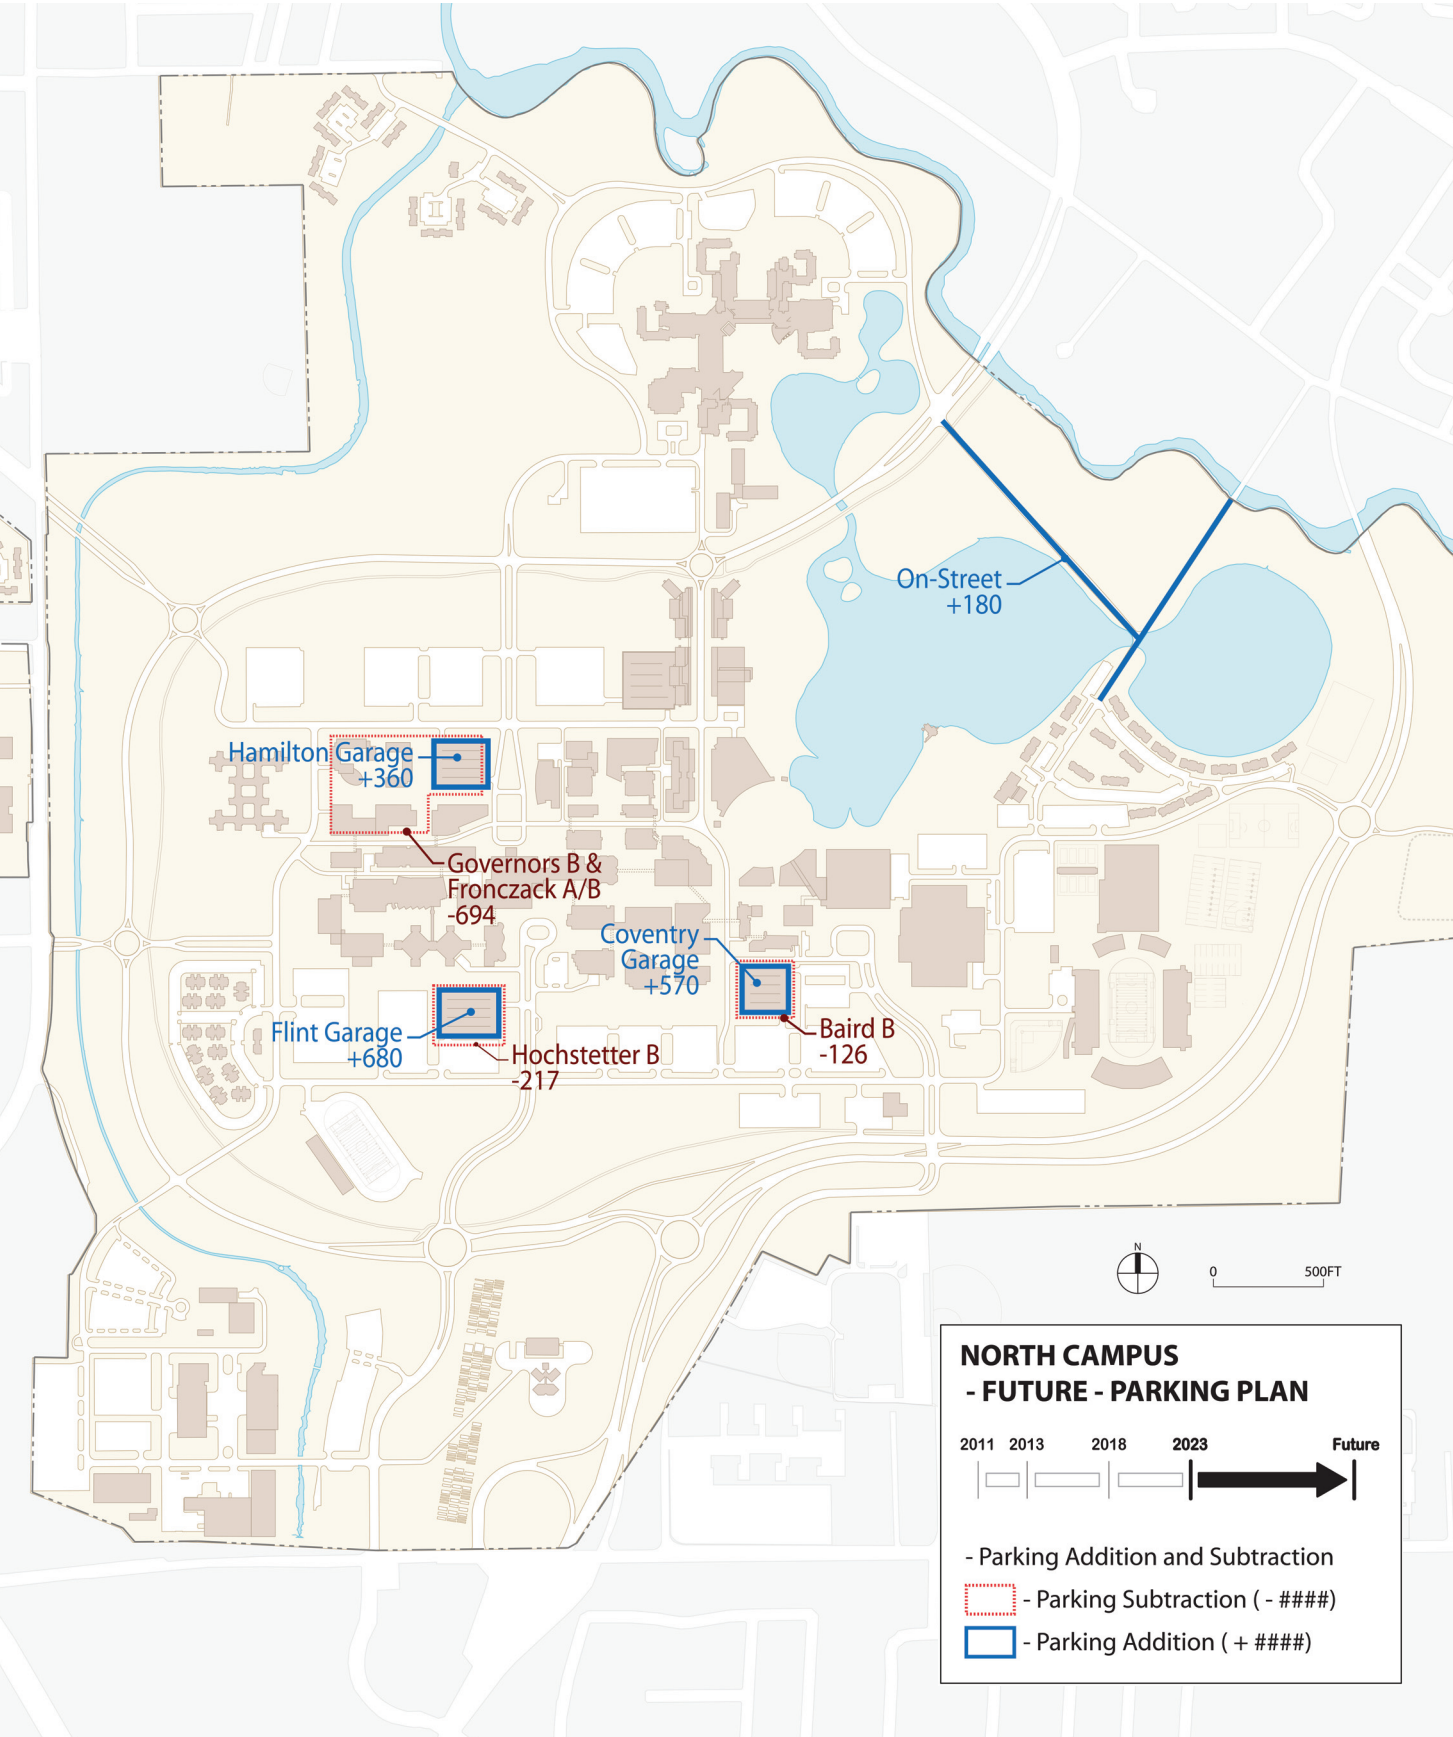 On-Street
+180
Hamilton Garage
+360
Governors B &
Fronczack A/B
-694
Coventry
Garage
+570
Flint Garage
+680
Hochstetter B
-217
Baird B
-126
N
0 500FT
NORTH CAMPUS
- FUTURE - PARKING PLAN
2011 2013 2018 2023 Future
- Parking Addition and Subtraction
- Parking Subtraction ( - ####)
- Parking Addition ( + ####)